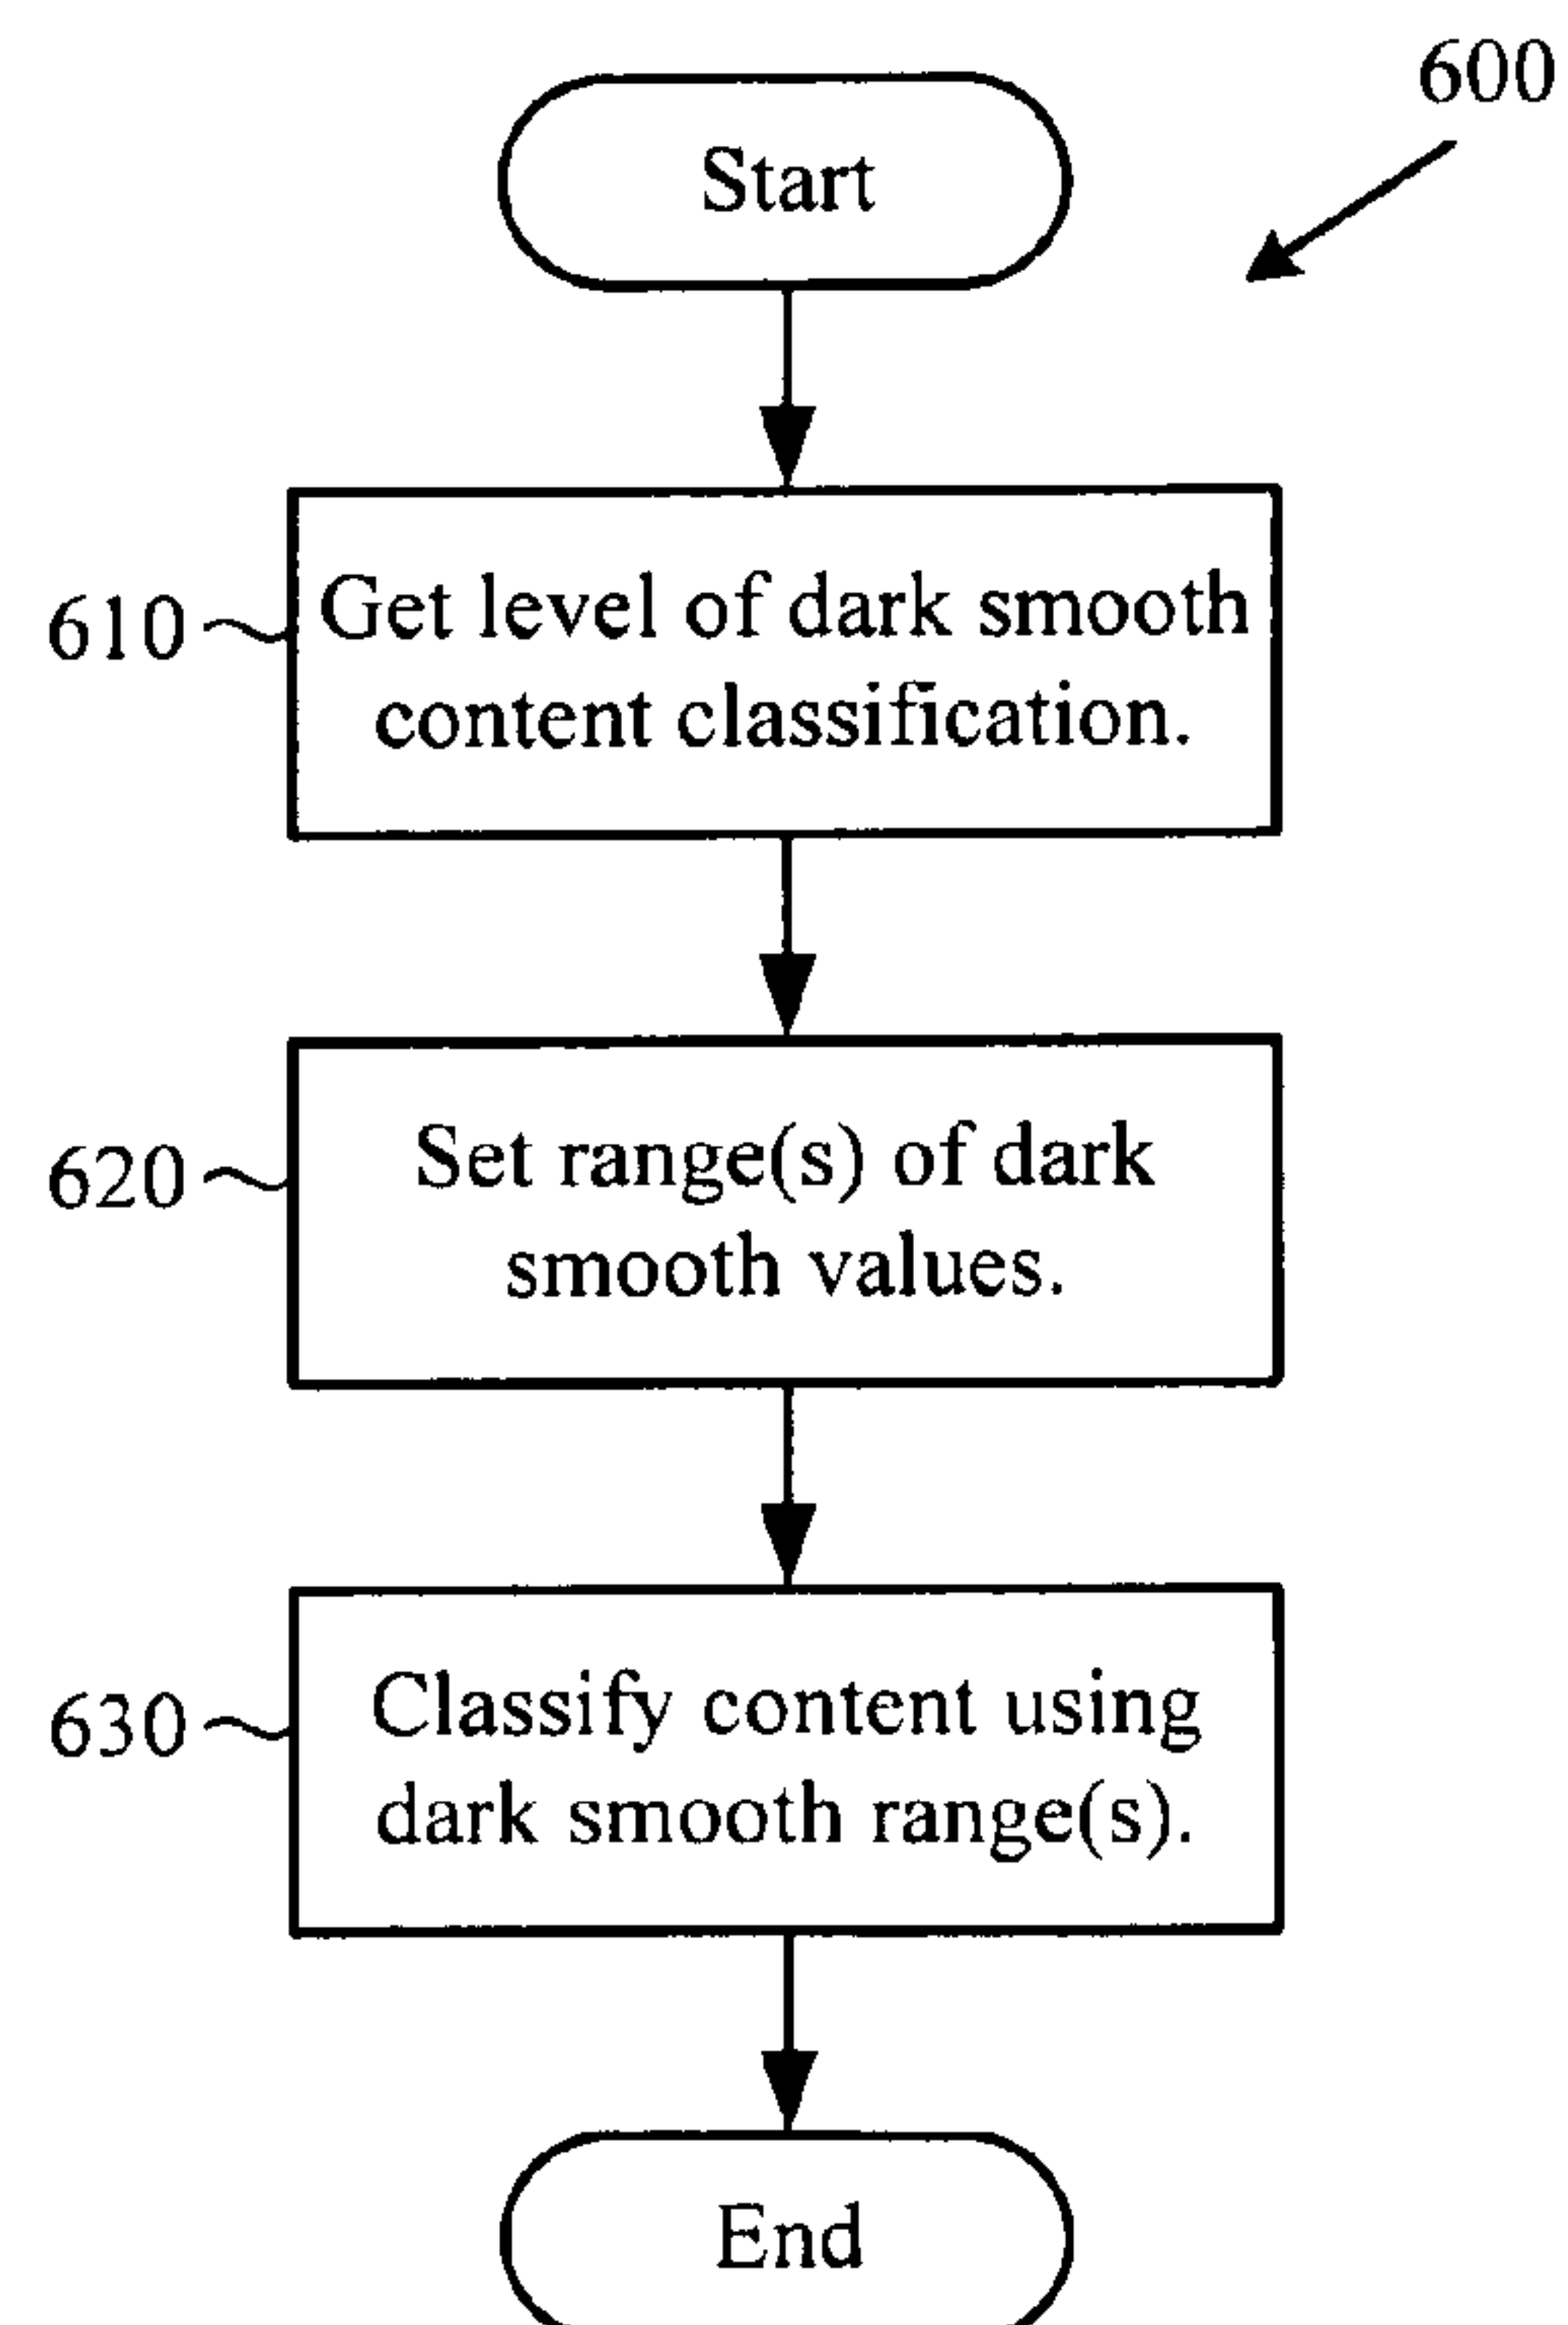 600
Start
610
Get level of dark smooth
content classification.
620
Set range(s) of dark
smooth values.
630
Classify content using
dark smooth range(s).
End